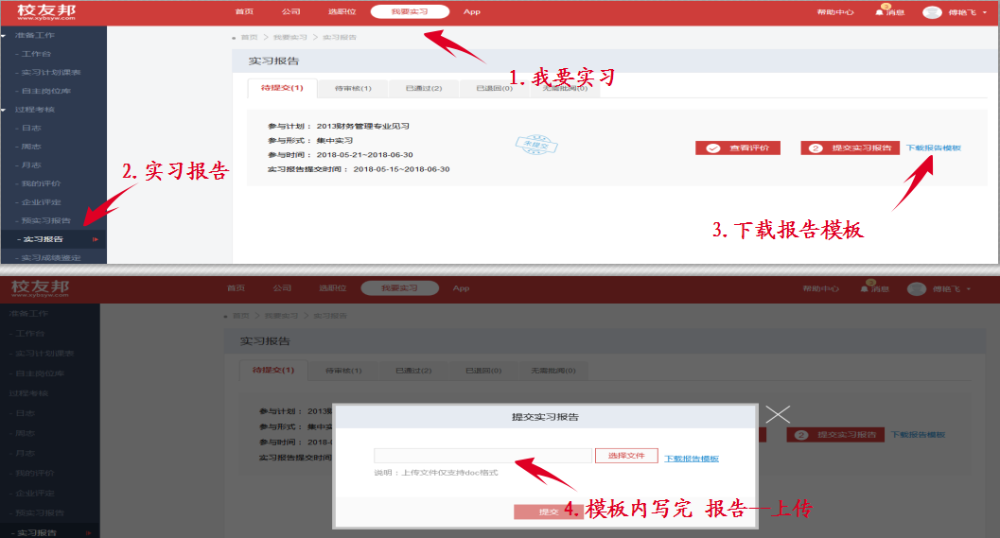 校友邦
www.xybsyw.com
首页 公司 选职位 我要实习 App
帮助中心 3 消息 傅艳飞
准备工作
- 工作台
- 实习计划课表
- 自主岗位库
过程考核
- 日志
- 周志
- 月志
- 我的评价
- 企业评定
- 预实习报告
- 实习报告
- 实习成绩鉴定
首页 > 我要实习 > 实习报告
1.我要实习
实习报告
待提交(1) 待审核(1) 已通过(2) 已退回(0) 无需批阅(0)
参与计划： 2013财务管理专业见习
参与形式： 集中实习
参与时间： 2018-05-21~2018-06-30
实习报告提交时间： 2018-05-15~2018-06-30
未提交
查看评价 2 提交实习报告 下载报告模板
2.实习报告
3.下载报告模板
校友邦
www.xybsyw.com
首页 公司 选职位 我要实习 App
帮助中心 3 消息 傅艳飞
准备工作
- 工作台
- 实习计划课表
- 自主岗位库
过程考核
- 日志
- 周志
- 月志
- 我的评价
- 企业评定
- 预实习报告
- 实习报告
首页 > 我要实习 > 实习报告
实习报告
待提交(1) 待审核(1) 已通过(2) 已退回(0) 无需批阅(0)
参与计划： 2013
参与形式： 集中实
参与时间： 2018-0
实习报告提交时间
2 提交实习报告 下载报告模板
提交实习报告
选择文件 下载报告模板
说明：上传文件仅支持doc格式
提交
4.模板内写完 报告--上传